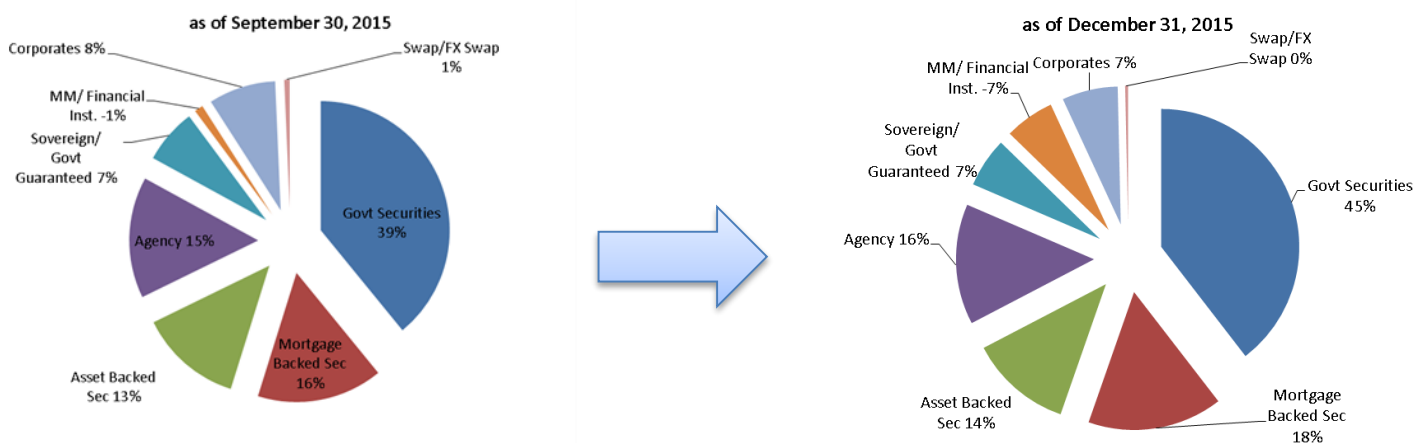 as of September 30, 2015
Corporates 8%
Swap/FX Swap
1%
MM/ Financial
Inst. -1%
Sovereign/
Govt
Guaranteed 7%
Govt Securities
39%
Agency 15%
Mortgage
Backed Sec
16%
Asset Backed
Sec 13%
as of December 31, 2015
Swap/FX
Swap 0%
Corporates 7%
MM/ Financial
Inst. -7%
Sovereign/
Govt
Guaranteed 7%
Govt Securities
45%
Agency 16%
Asset Backed
Sec 14%
Mortgage
Backed Sec
18%